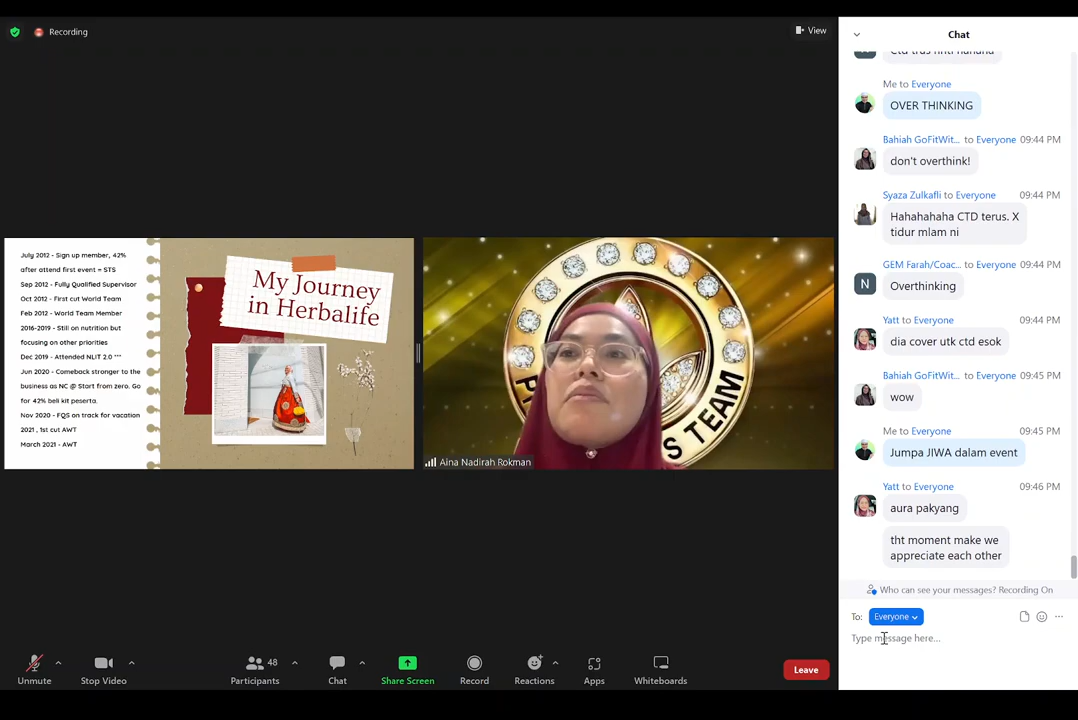 Recording
View
July 2012 - Sign up member, 42%
after attend first event = STS
Sep 2012 - Fully Qualified Supervisor
Oct 2012 - First cut World Team
Feb 2012 - World Team Member
2016-2019 - Still on nutrition but
focusing on other priorities
Dec 2019 - Attended NLIT 2.0 ***
Jun 2020 - Comeback stronger to the
business as NC @ Start from zero. Go
for 42% beli kit peserta.
Nov 2020 - FQS on track for vacation
2021 , 1st cut AWT
March 2021 - AWT
My Journey
in Herbalife
TEAM
Aina Nadirah Rokman
Chat
Me to Everyone
OVER THINKING
Bahiah GoFitWit... to Everyone 09:44 PM
don't overthink!
Syaza Zulkafli to Everyone 09:44 PM
Hahahahaha CTD terus. X
tidur mlam ni
GEM Farah/Coac... to Everyone 09:44 PM
N
Overthinking
Yatt to Everyone 09:44 PM
dia cover utk ctd esok
Bahiah GoFitWit... to Everyone 09:45 PM
wow
Me to Everyone 09:45 PM
Jumpa JIWA dalam event
Yatt to Everyone 09:46 PM
aura pakyang
tht moment make we
appreciate each other
Who can see your messages? Recording On
To: Everyone
Type message here...
Unmute
Stop Video
48
Participants
Chat
Share Screen
Record
Reactions
Apps
Whiteboards
Leave